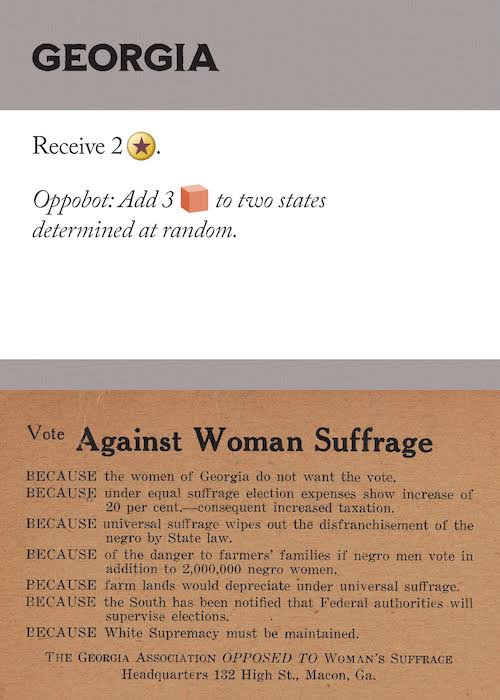 GEORGIA
Receive 2 .
Oppobot: Add 3 to two states
determined at random.
Vote Against Woman Suffrage
BECAUSE the women of Georgia do not want the vote.
BECAUSE under equal suffrage election expenses show increase of
20 per cent.—consequent increased taxation.
BECAUSE universal suffrage wipes out the disfranchisement of the
negro by State law.
BECAUSE of the danger to farmers' families if negro men vote in
addition to 2,000,000 negro women.
BECAUSE farm lands would depreciate under universal suffrage.
BECAUSE the South has been notified that Federal authorities will
supervise elections.
BECAUSE White Supremacy must be maintained.
THE GEORGIA ASSOCIATION OPPOSED TO WOMAN'S SUFFRAGE
Headquarters 132 High St., Macon, Ga.